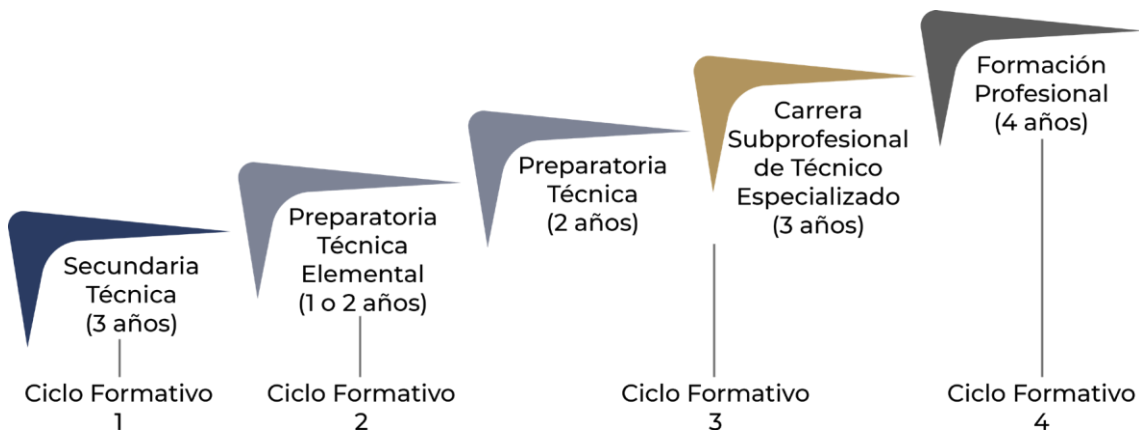 Secundaria
Técnica
(3 años)
Preparatoria
Técnica
Elemental
(1 o 2 años)
Preparatoria
Técnica
(2 años)
Carrera
Subprofesional
de Técnico
Especializado
(3 años)
Formación
Profesional
(4 años)
Ciclo Formativo
1
Ciclo Formativo
2
Ciclo Formativo
3
Ciclo Formativo
4